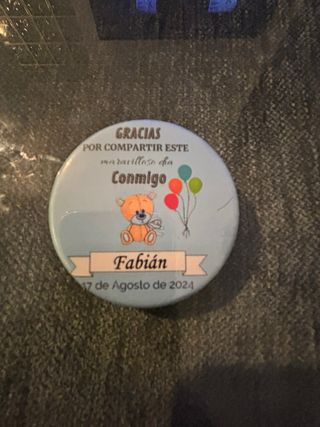 GRACIAS
POR COMPARTIR ESTE
maravilloso día
Conmigo
Fabián
17 de Agosto de 2024